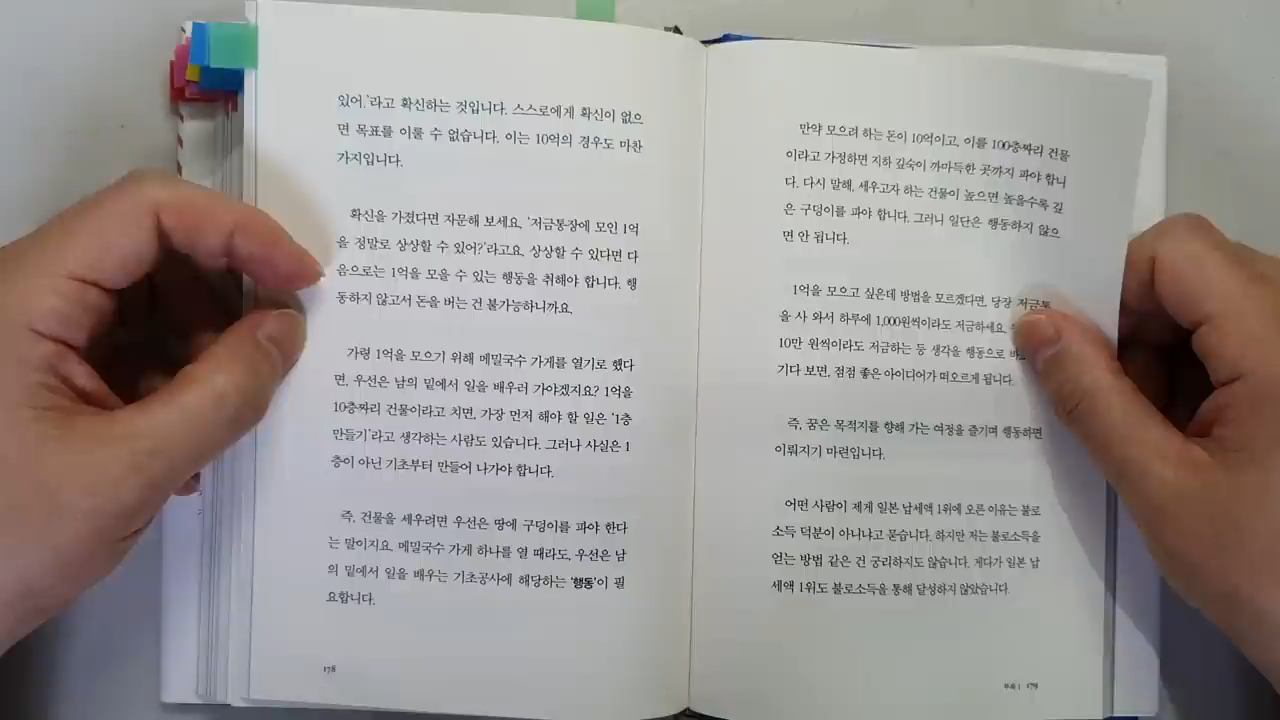 있어.’라고 확신하는 것입니다. 스스로에게 확신이 없으
면 목표를 이룰 수 없습니다. 이는 10억의 경우도 마찬
가지입니다.
확신을 가졌다면 자문해 보세요. ‘저금통장에 모인 1억
을 정말로 상상할 수 있어?’라고요. 상상할 수 있다면 다
음으로는 1억을 모을 수 있는 행동을 취해야 합니다. 행
동하지 않고서 돈을 버는 건 불가능하니까요.
가령 1억을 모으기 위해 메밀국수 가게를 열기로 했다
면, 우선은 남의 밑에서 일을 배우러 가야겠지요? 1억을
10층짜리 건물이라고 치면, 가장 먼저 해야 할 일은 ‘1층
만들기’라고 생각하는 사람도 있습니다. 그러나 사실은 1
층이 아닌 기초부터 만들어 나가야 합니다.
즉, 건물을 세우려면 우선은 땅에 구덩이를 파야 한다
는 말이지요. 메밀국수 가게 하나를 열 때라도, 우선은 남
의 밑에서 일을 배우는 기초공사에 해당하는 ‘행동’이 필
요합니다.
178
만약 모으려 하는 돈이 10억이고, 이를 100층짜리 건물
이라고 가정하면 지하 깊숙이 까마득한 곳까지 파야 합니
다. 다시 말해, 세우고자 하는 건물이 높으면 높을수록 깊
은 구덩이를 파야 합니다. 그러니 일단은 행동하지 않으
면 안 됩니다.
1억을 모으고 싶은데 방법을 모르겠다면, 당장 저금통
을 사 와서 하루에 1,000원씩이라도 저금하세요.
10만 원씩이라도 저금하는 등 생각을 행동으로
기다 보면, 점점 좋은 아이디어가 떠오르게 됩니다.
즉, 꿈은 목적지를 향해 가는 여정을 즐기며 행동하면
이뤄지기 마련입니다.
어떤 사람이 제게 일본 납세액 1위에 오른 이유는 불로
소득 덕분이 아니냐고 묻습니다. 하지만 저는 불로소득을
얻는 방법 같은 건 궁리하지도 않습니다. 게다가 일본 납
세액 1위도 불로소득을 통해 달성하지 않았습니다.
179